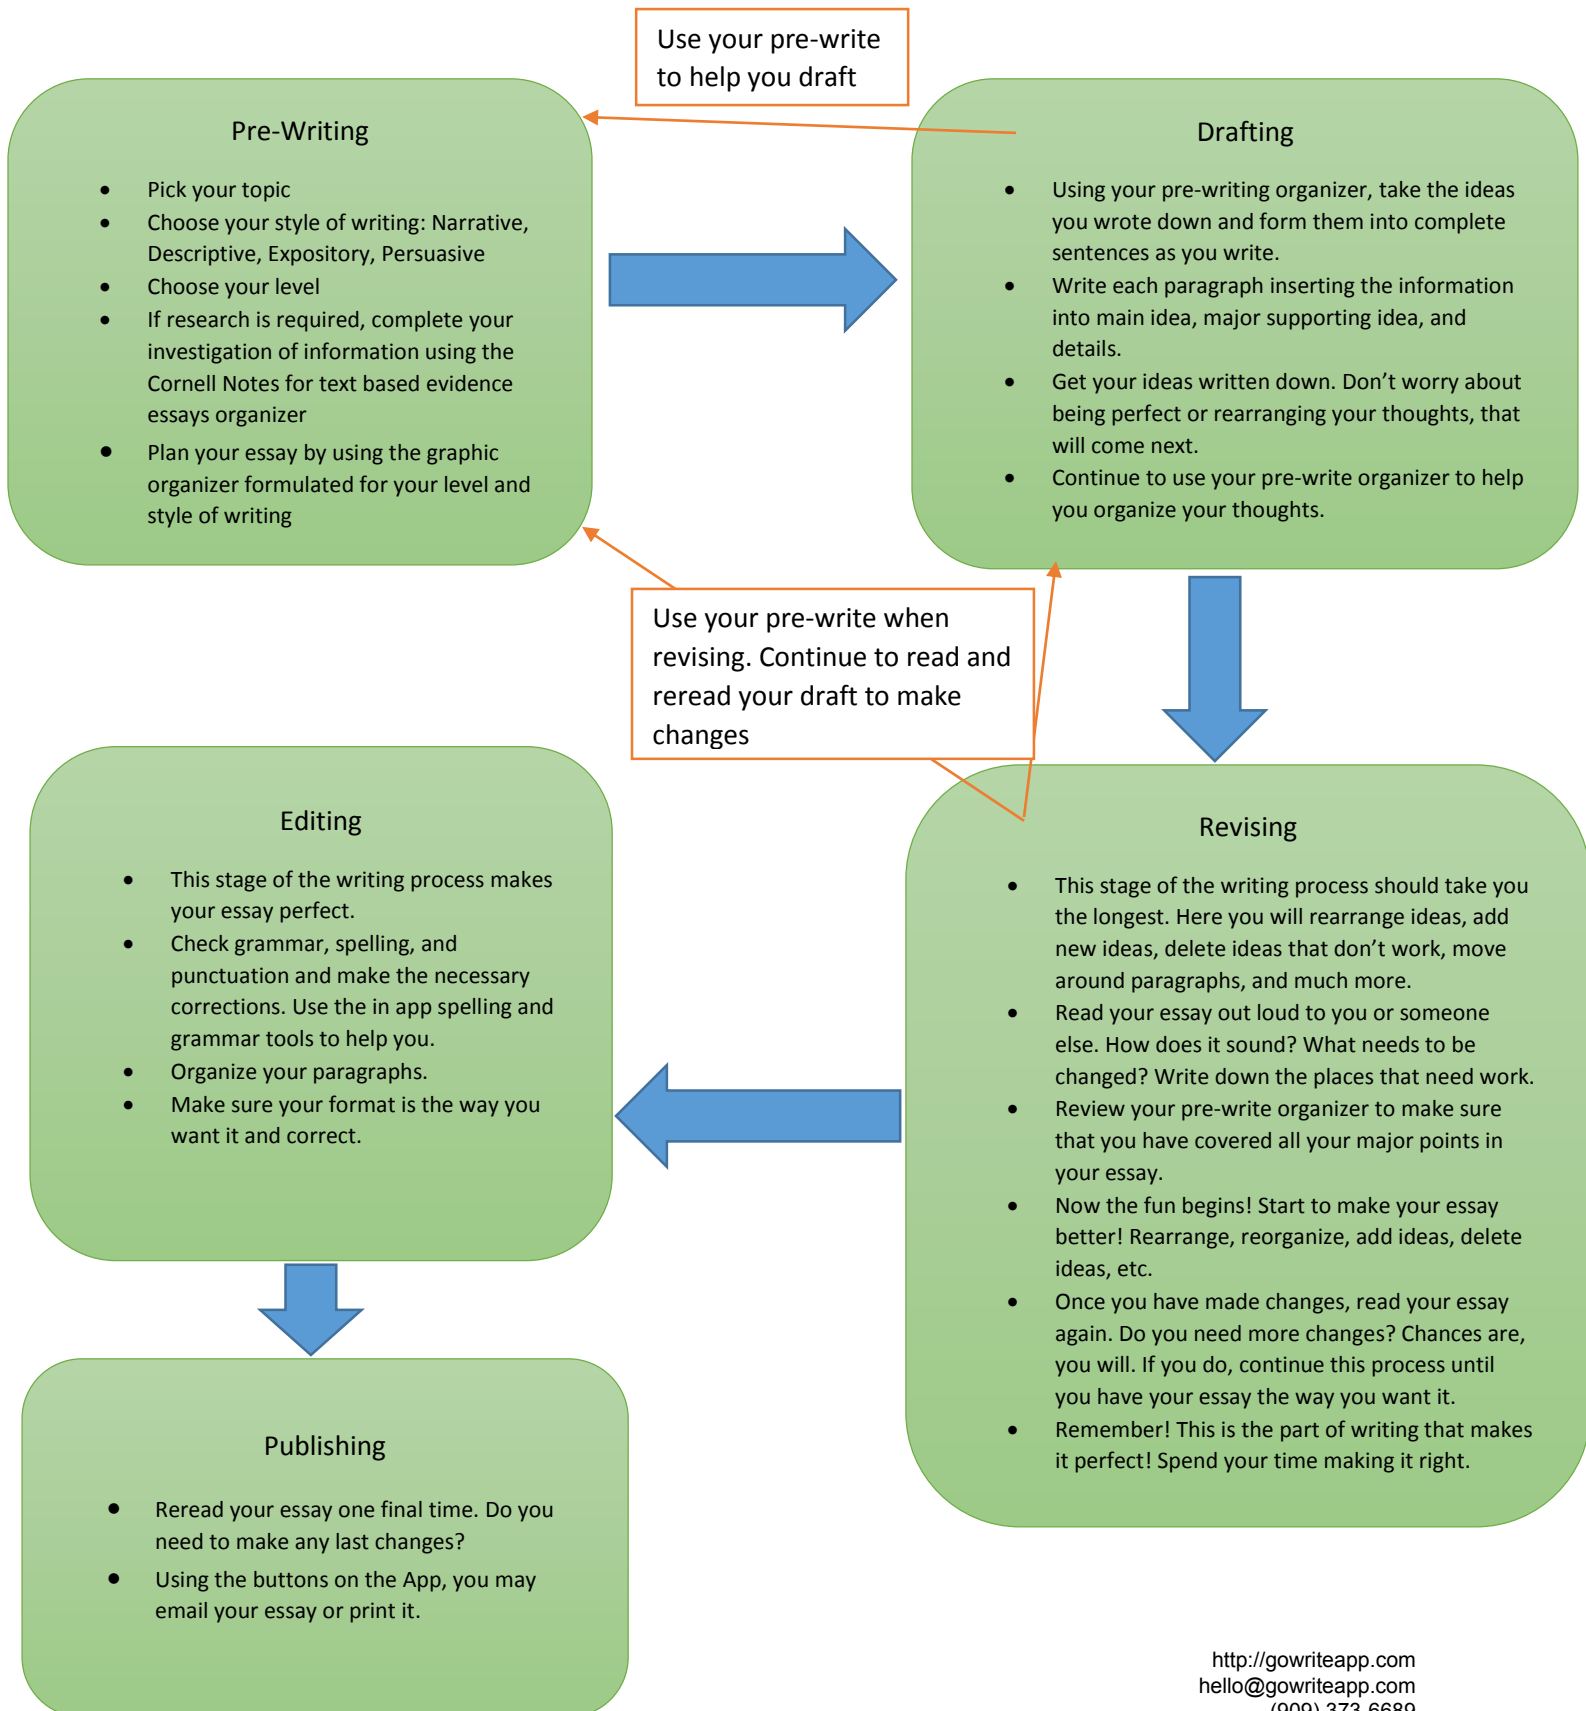 Use your pre-write
to help you draft
Pre-Writing
• Pick your topic
• Choose your style of writing: Narrative,
Descriptive, Expository, Persuasive
• Choose your level
• If research is required, complete your
investigation of information using the
Cornell Notes for text based evidence
essays organizer
• Plan your essay by using the graphic
organizer formulated for your level and
style of writing
Drafting
• Using your pre-writing organizer, take the ideas
you wrote down and form them into complete
sentences as you write.
• Write each paragraph inserting the information
into main idea, major supporting idea, and
details.
• Get your ideas written down. Don’t worry about
being perfect or rearranging your thoughts, that
will come next.
• Continue to use your pre-write organizer to help
you organize your thoughts.
Use your pre-write when
revising. Continue to read and
reread your draft to make
changes
Revising
• This stage of the writing process should take you
the longest. Here you will rearrange ideas, add
new ideas, delete ideas that don’t work, move
around paragraphs, and much more.
• Read your essay out loud to you or someone
else. How does it sound? What needs to be
changed? Write down the places that need work.
• Review your pre-write organizer to make sure
that you have covered all your major points in
your essay.
• Now the fun begins! Start to make your essay
better! Rearrange, reorganize, add ideas, delete
ideas, etc.
• Once you have made changes, read your essay
again. Do you need more changes? Chances are,
you will. If you do, continue this process until
you have your essay the way you want it.
• Remember! This is the part of writing that makes
it perfect! Spend your time making it right.
Editing
• This stage of the writing process makes
your essay perfect.
• Check grammar, spelling, and
punctuation and make the necessary
corrections. Use the in app spelling and
grammar tools to help you.
• Organize your paragraphs.
• Make sure your format is the way you
want it and correct.
Publishing
• Reread your essay one final time. Do you
need to make any last changes?
• Using the buttons on the App, you may
email your essay or print it.
http://gowriteapp.com
hello@gowriteapp.com
(909) 373-6689